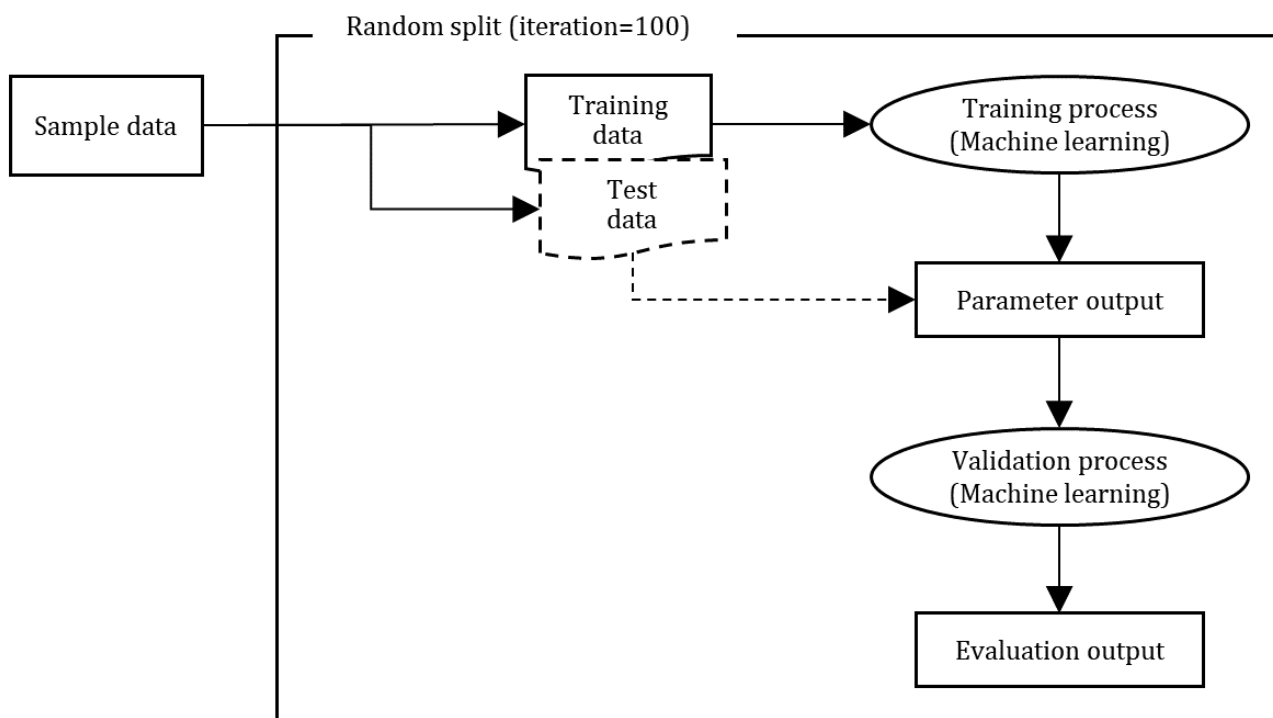 Random split (iteration=100)
Sample data
Training
data
Training process
(Machine learning)
Test
data
Parameter output
Validation process
(Machine learning)
Evaluation output